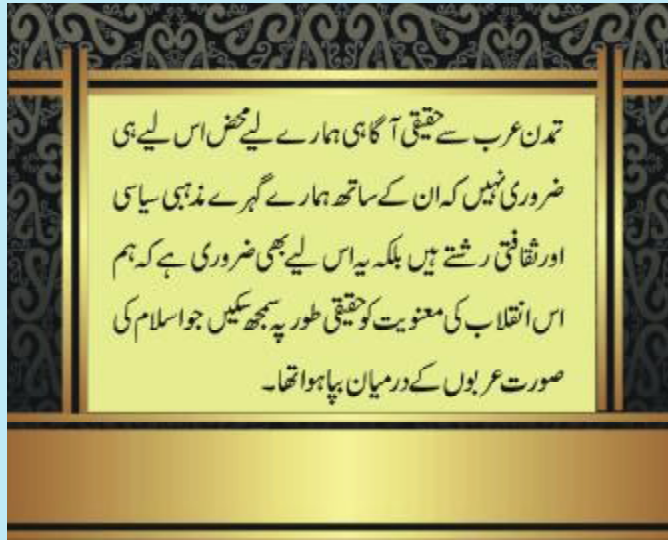 تمدن عرب سے حقیقی آگاہی ہمارے لیے محض اس لیے ہی
ضروری نہیں کہ ان کے ساتھ ہمارے گہرے مذہبی سیاسی
اور ثقافتی رشتے ہیں بلکہ یہ اس لیے بھی ضروری ہے کہ ہم
اس انقلاب کی معنویت کو حقیقی طور پہ سمجھ سکیں جو اسلام کی
صورت عربوں کے درمیان بپا ہوا تھا۔